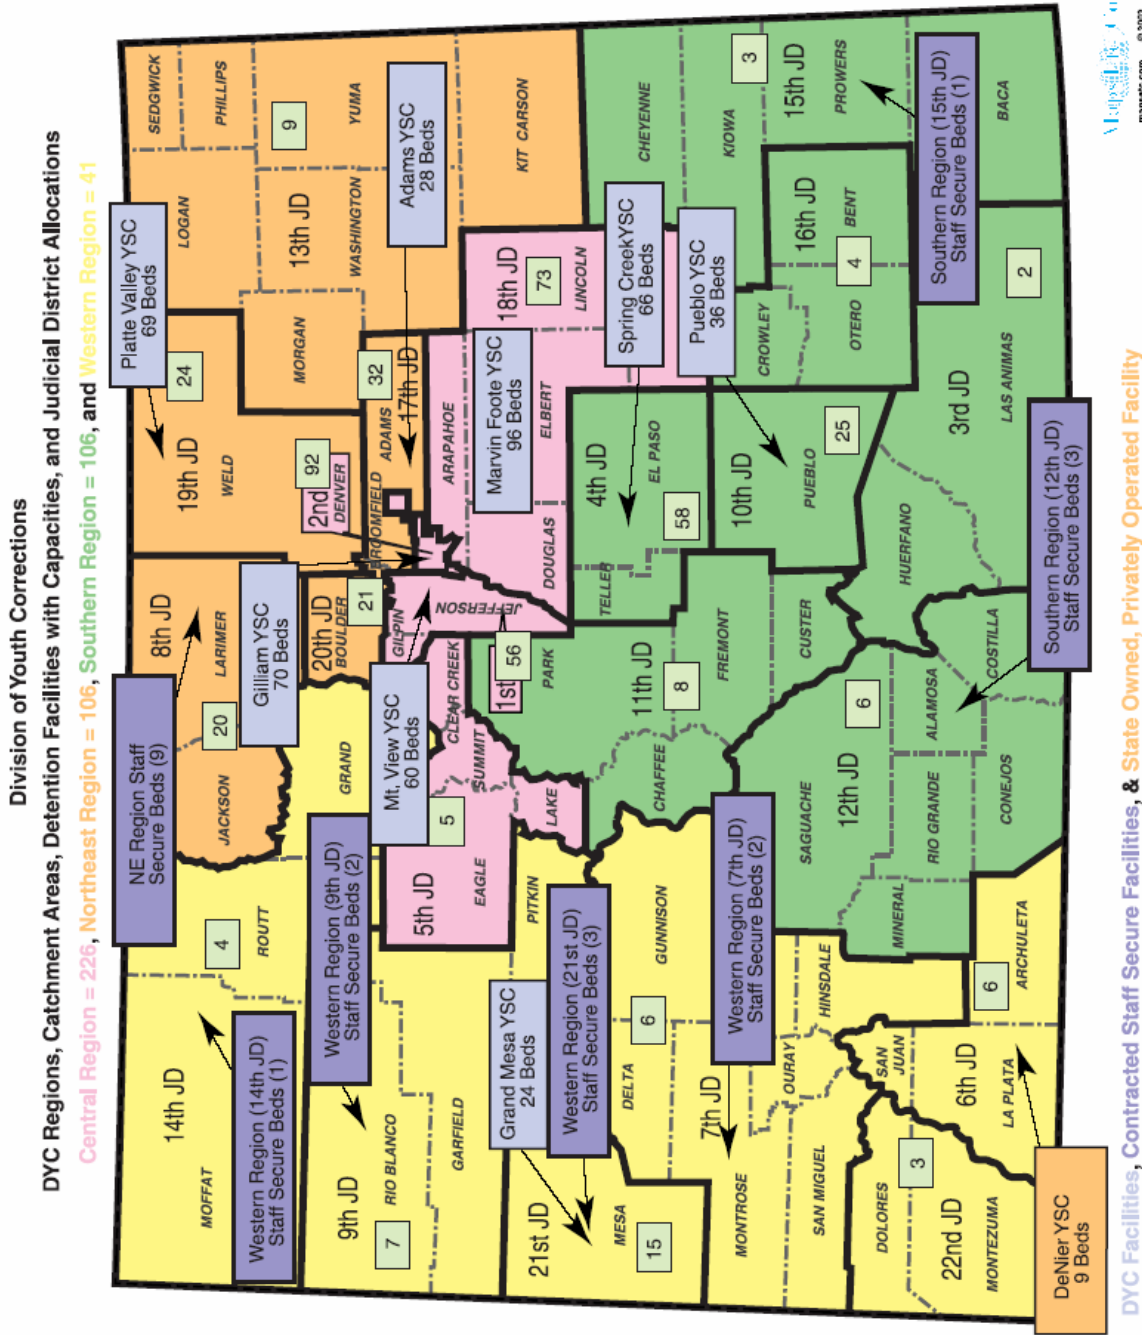 Division of Youth Corrections
DYC Regions, Catchment Areas, Detention Facilities with Capacities, and Judicial District Allocations
Central Region = 226, Northeast Region = 106, Southern Region = 106, and Western Region = 41
MOFFAT
14th JD
Western Region (14th JD)
Staff Secure Beds (1)
4
ROUTT
NE Region Staff
Secure Beds (9)
JACKSON
20
LARIMER
8th JD
Gilliam YSC
70 Beds
GRAND
20th JD
BOULDER
21
19th JD
WELD
24
Platte Valley YSC
69 Beds
92
2nd
DENVER
BROOMFIELD
LOGAN
SEDGWICK
PHILLIPS
9
YUMA
13th JD
WASHINGTON
MORGAN
32
ADAMS
17th JD
Adams YSC
28 Beds
KIT CARSON
9th JD
7
RIO BLANCO
GARFIELD
Western Region (9th JD)
Staff Secure Beds (2)
5th JD
5
EAGLE
SUMMIT
Mt. View YSC
60 Beds
CLEAR CREEK
GILPIN
JEFFERSON
1st
56
LAKE
PITKIN
ARAPAHOE
Marvin Foote YSC
96 Beds
DOUGLAS
ELBERT
18th JD
73
LINCOLN
21st JD
MESA
15
Grand Mesa YSC
24 Beds
Western Region (21st JD)
Staff Secure Beds (3)
DELTA
6
GUNNISON
7th JD
Western Region (7th JD)
Staff Secure Beds (2)
MONTROSE
OURAY
HINSDALE
SAN MIGUEL
SAN
JUAN
DOLORES
3
22nd JD
MONTEZUMA
6th JD
LA PLATA
6
ARCHULETA
DeNier YSC
9 Beds
PARK
11th JD
8
CHAFFEE
FREMONT
CUSTER
TELLER
4th JD
EL PASO
58
Spring CreekYSC
66 Beds
Pueblo YSC
36 Beds
10th JD
PUEBLO
25
CHEYENNE
KIOWA
3
15th JD
PROWERS
BACA
Southern Region (15th JD)
Staff Secure Beds (1)
CROWLEY
OTERO
16th JD
BENT
4
SAGUACHE
12th JD
6
MINERAL
RIO GRANDE
ALAMOSA
CONEJOS
COSTILLA
Southern Region (12th JD)
Staff Secure Beds (3)
HUERFANO
3rd JD
LAS ANIMAS
2
DYC Facilities, Contracted Staff Secure Facilities, & State Owned, Privately Operated Facility